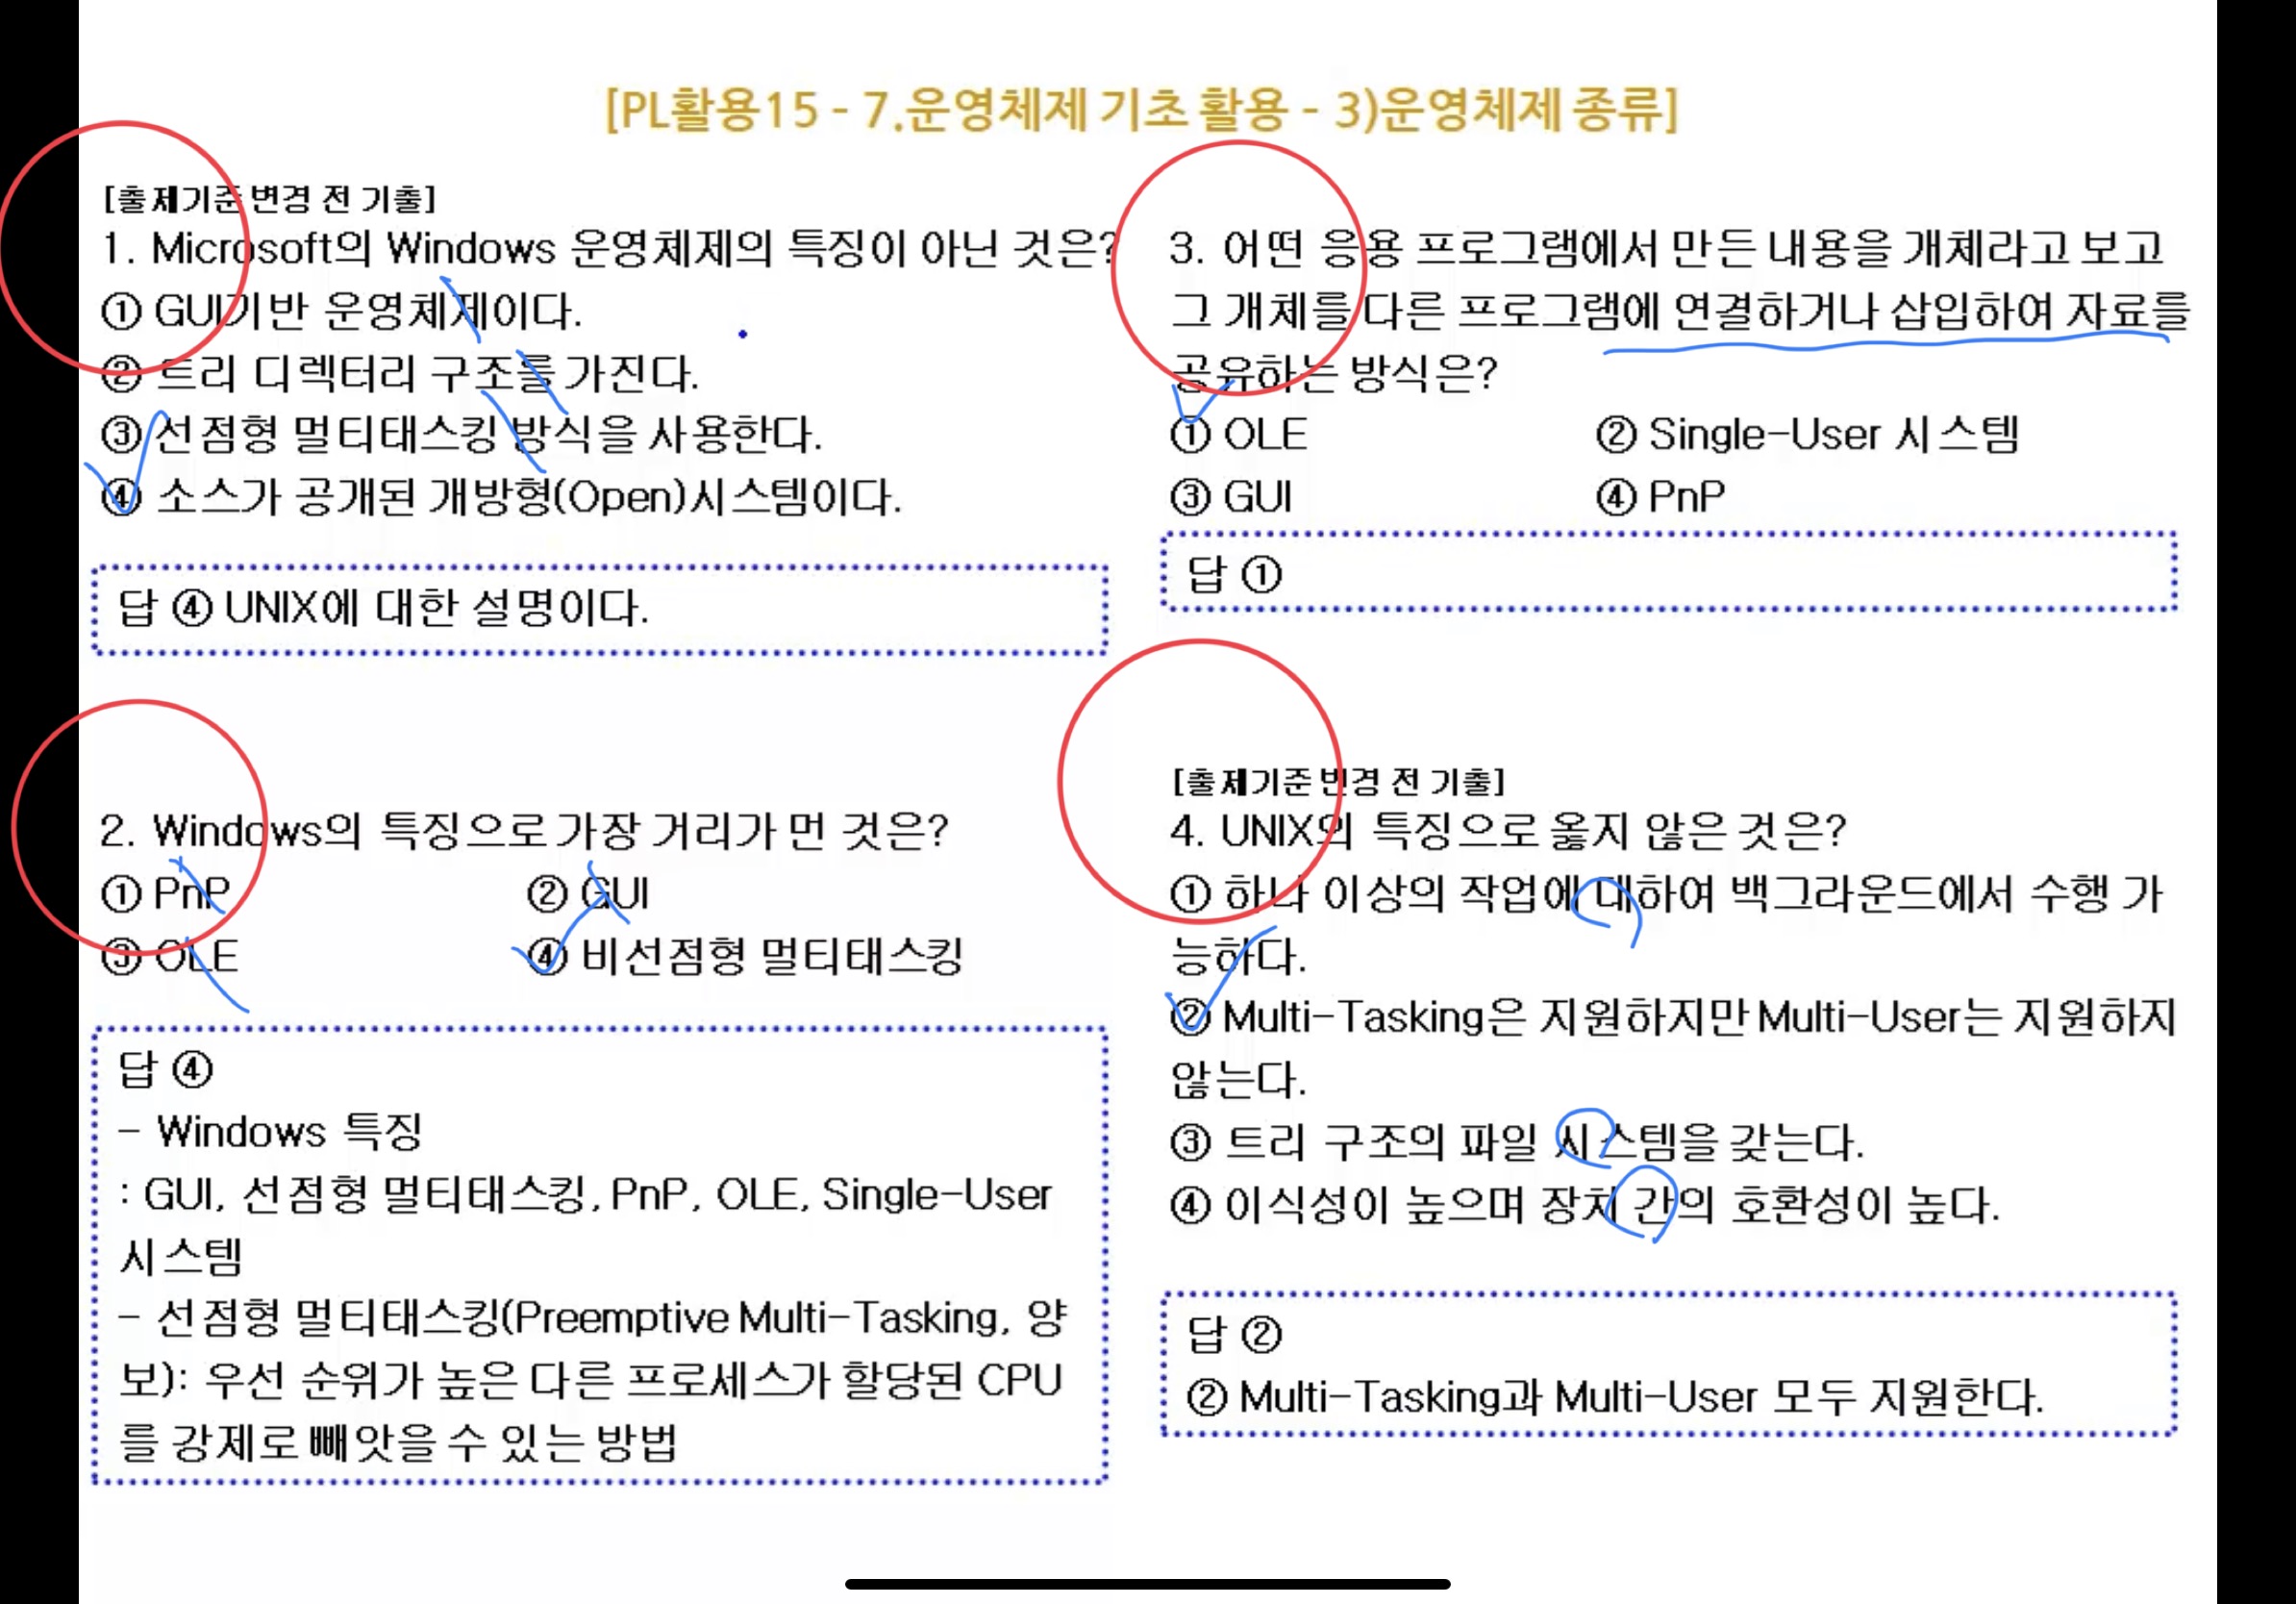 [PL활용15 - 7.운영체제 기초 활용 - 3)운영체제 종류]
[출제기준 변경 전 기출]
1. Microsoft의 Windows 운영체제의 특징이 아닌 것은?
① GUI기반 운영체제이다.
② 트리 디렉터리 구조를 가진다.
③ 선점형 멀티태스킹 방식을 사용한다.
④ 소스가 공개된 개방형(Open)시스템이다.
답 ④ UNIX에 대한 설명이다.
2. Windows의 특징으로 가장 거리가 먼 것은?
① PnP ② GUI
③ OLE ④ 비선점형 멀티태스킹
답 ④
- Windows 특징
: GUI, 선점형 멀티태스킹, PnP, OLE, Single-User
시스템
- 선점형 멀티태스킹(Preemptive Multi-Tasking, 양
보): 우선 순위가 높은 다른 프로세스가 할당된 CPU
를 강제로 빼앗을 수 있는 방법
3. 어떤 응용 프로그램에서 만든 내용을 개체라고 보고
그 개체를 다른 프로그램에 연결하거나 삽입하여 자료를
공유하는 방식은?
① OLE ② Single-User 시스템
③ GUI ④ PnP
답 ①
[출제기준 변경 전 기출]
4. UNIX의 특징으로 옳지 않은 것은?
① 하나 이상의 작업에 대하여 백그라운드에서 수행 가
능하다.
② Multi-Tasking은 지원하지만 Multi-User는 지원하지
않는다.
③ 트리 구조의 파일 시스템을 갖는다.
④ 이식성이 높으며 장치 간의 호환성이 높다.
답 ②
② Multi-Tasking과 Multi-User 모두 지원한다.